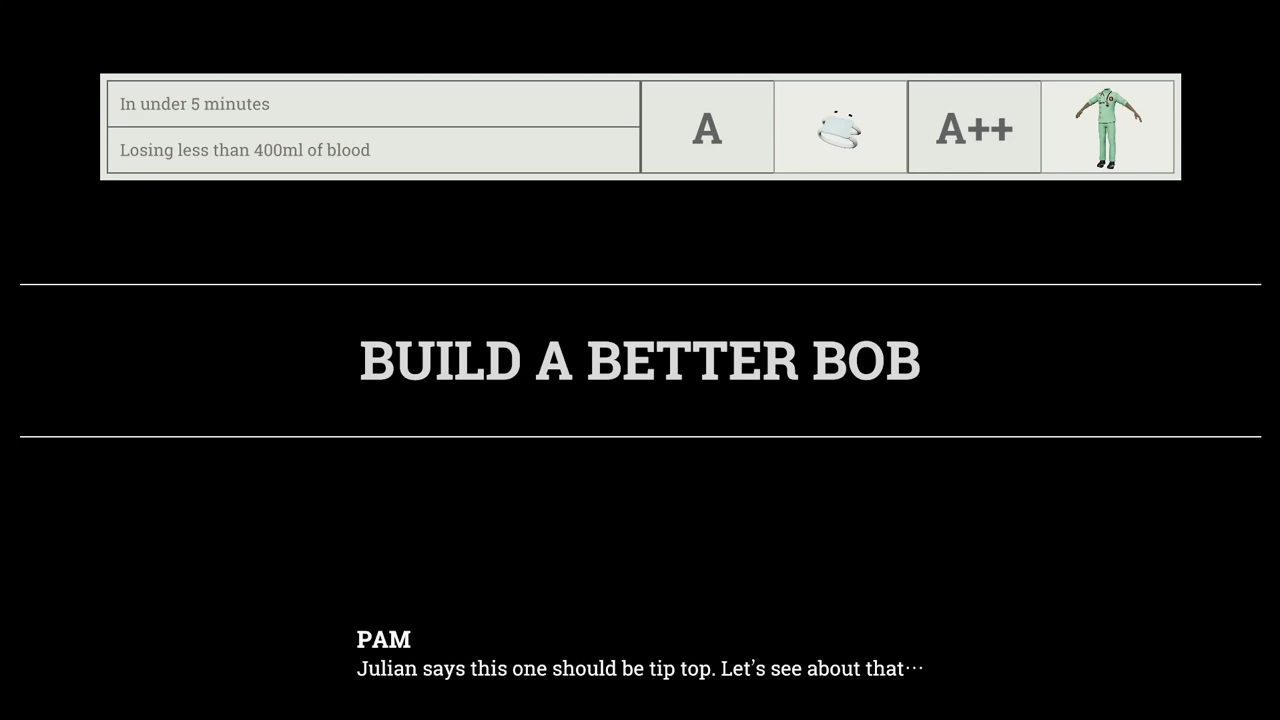 In under 5 minutes
Losing less than 400ml of blood
A
A++
BUILD A BETTER BOB
PAM
Julian says this one should be tip top. Let’s see about that⋯